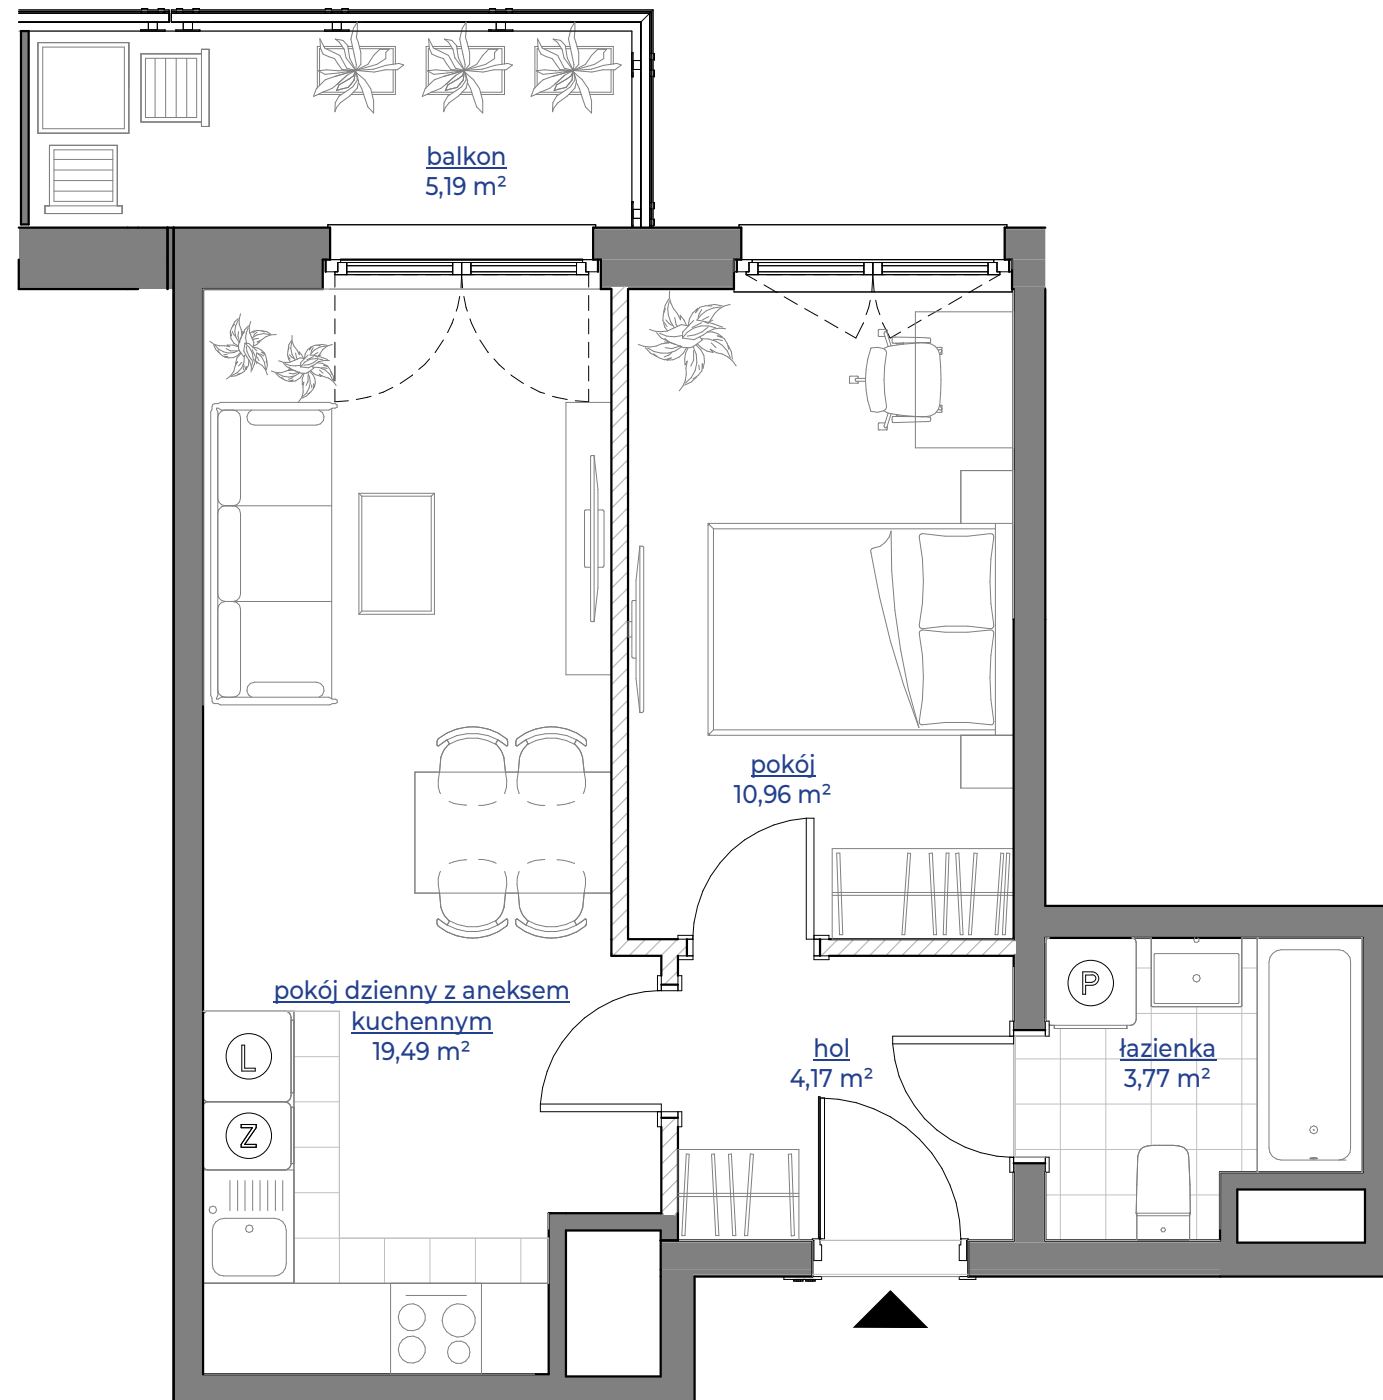 balkon
5,19 m²
pokój
10,96 m²
pokój dzienny z aneksem
kuchennym
19,49 m²
hol
4,17 m²
łazienka
3,77 m²
P
L
Z